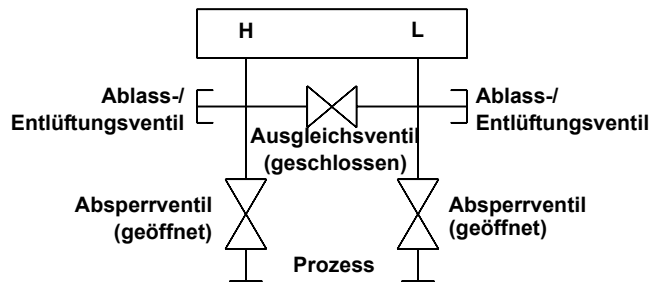 H
L
Ablass-/
Entlüftungsventil
Ablass-/
Entlüftungsventil
Ausgleichsventil
(geschlossen)
Absperrventil
(geöffnet)
Absperrventil
(geöffnet)
Prozess